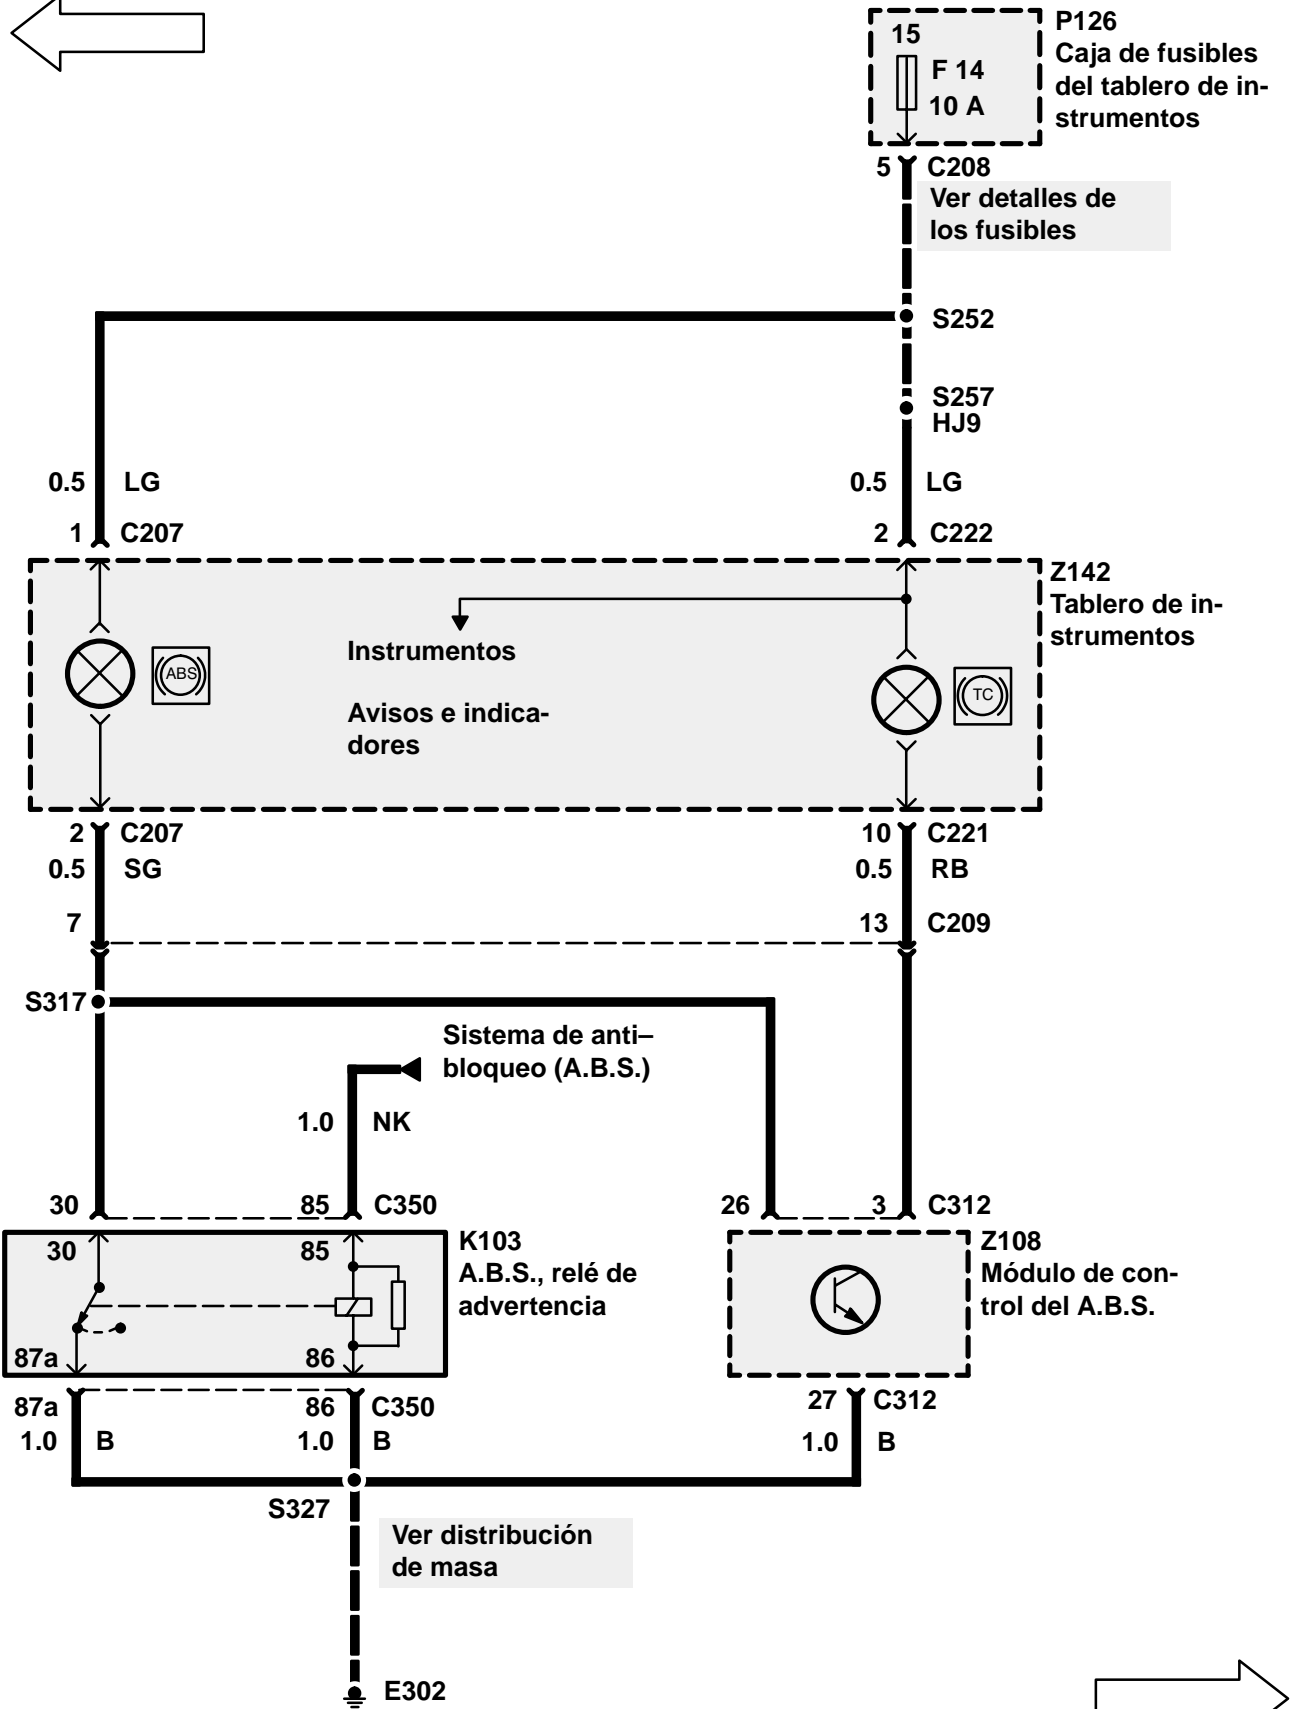 P126
Caja de fusibles
del tablero de in-
strumentos
15
F 14
10 A
5 C208
Ver detalles de
los fusibles
S252
S257
HJ9
0.5 LG
0.5 LG
1 C207
2 C222
Z142
Tablero de in-
strumentos
Instrumentos
ABS
TC
Avisos e indica-
dores
2 C207
10 C221
0.5 SG
0.5 RB
7
13 C209
S317
Sistema de anti–
bloqueo (A.B.S.)
1.0 NK
30
85 C350
26
3 C312
30
85
K103
A.B.S., relé de
advertencia
Z108
Módulo de con-
trol del A.B.S.
87a
86
87a
86 C350
27 C312
1.0 B
1.0 B
1.0 B
S327
Ver distribución
de masa
E302